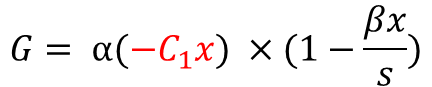 G = α(−C₁x) × (1 − βx/s)